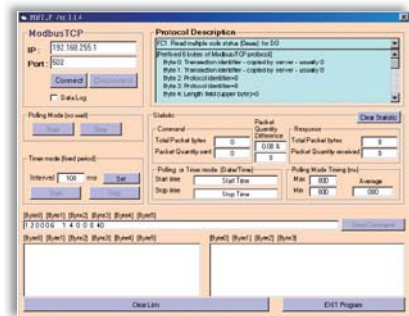 MBTCP Ver. 1.1.4
ModbusTCP
IP : 192.168.255.1
Port : 502
Connect Disconnect
Data Log
Protocol Description
FC1 Read multiple coils status (0xxxx) for DO
[Prefixed 6 bytes of Modbus/TCP protocol]
Byte 0: Transaction identifier - copied by server - usually 0
Byte 1: Transaction identifier - copied by server - usually 0
Byte 2: Protocol identifier=0
Byte 3: Protocol identifier=0
Byte 4: Length field (upper byte)=0
Polling Mode (no wait)
Start Stop
Timer mode (fixed period)
Interval 100 ms Set
Start Stop
Statistic
Clear Statistic
Command
Total Packet bytes 0
Packet Quantity sent 0
Packet Quantity Difference
0.00 %
0
Response
Total Packet bytes 0
Packet Quantity received 0
Polling or Timer mode (Date/Time)
Start time Start Time
Stop time Stop Time
Polling Mode Timing (ms)
Max 000 Average
Min 000 000
[Byte0] [Byte1] [Byte2] [Byte3] [Byte4] [Byte5]
Send Command
[Byte0] [Byte1] [Byte2] [Byte3] [Byte4] [Byte5]
[Byte0] [Byte1] [Byte2] [Byte3]
Clear Lists
EXIT Program